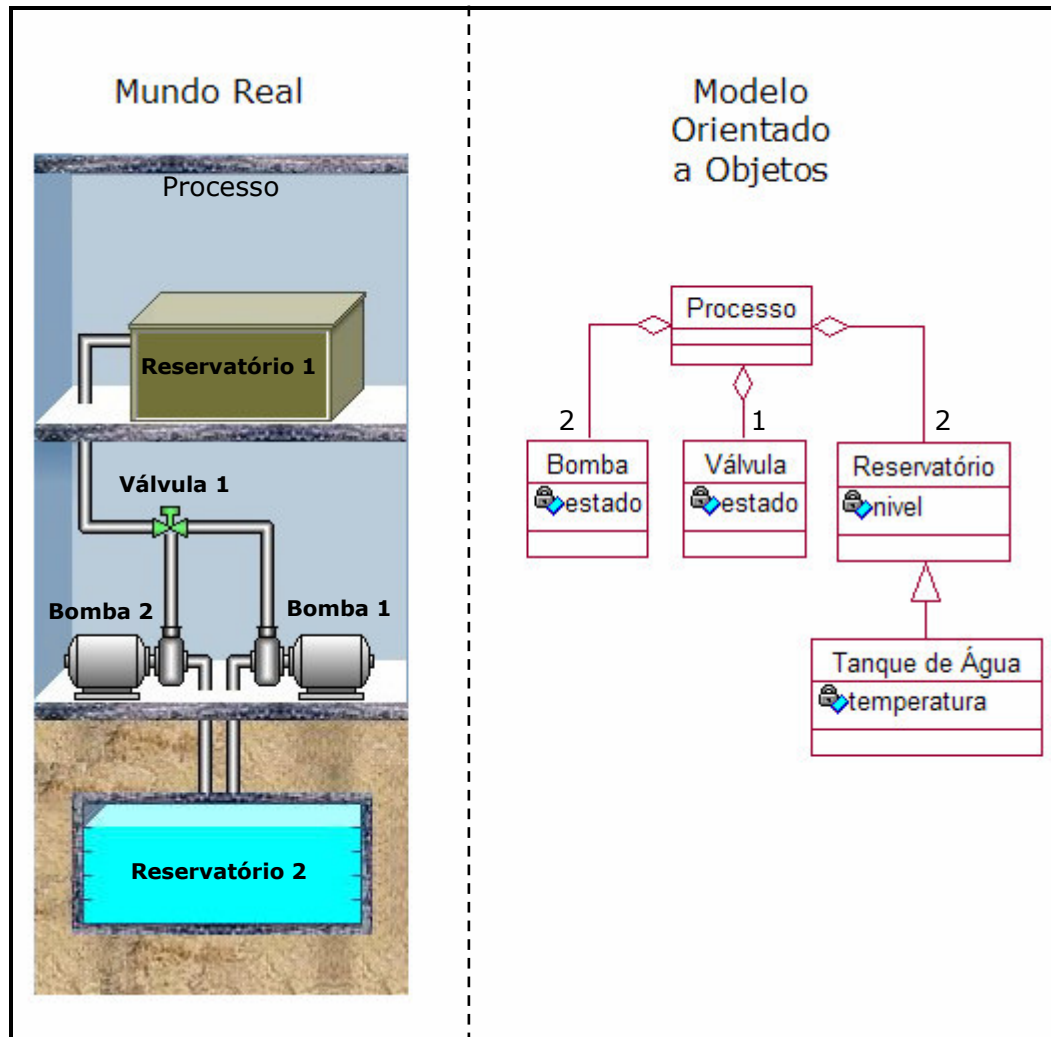 Mundo Real
Processo
Reservatório 1
Válvula 1
Bomba 2
Bomba 1
Reservatório 2
Modelo
Orientado
a Objetos
Processo
2
1
2
Bomba
estado
Válvula
estado
Reservatório
nivel
Tanque de Água
temperatura